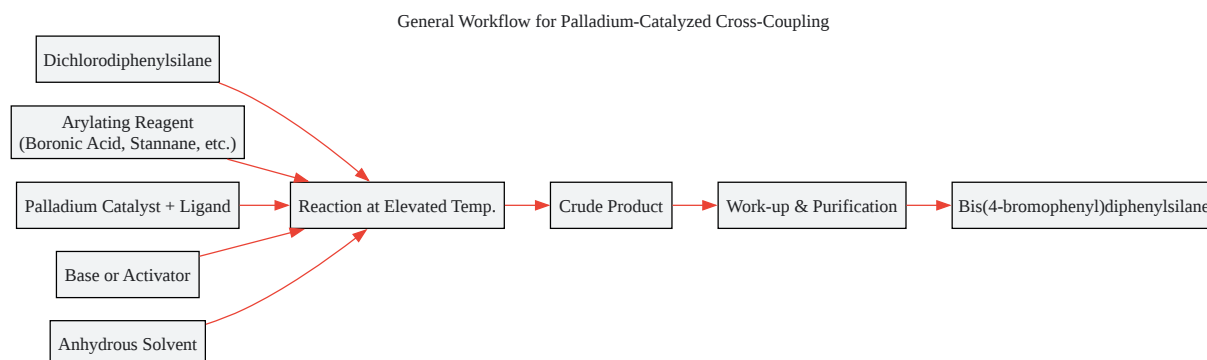 General Workflow for Palladium-Catalyzed Cross-Coupling
Dichlorodiphenylsilane
Arylating Reagent
(Boronic Acid, Stannane, etc.)
Palladium Catalyst + Ligand
Reaction at Elevated Temp.
Crude Product
Work-up & Purification
Bis(4-bromophenyl)diphenylsilane
Base or Activator
Anhydrous Solvent